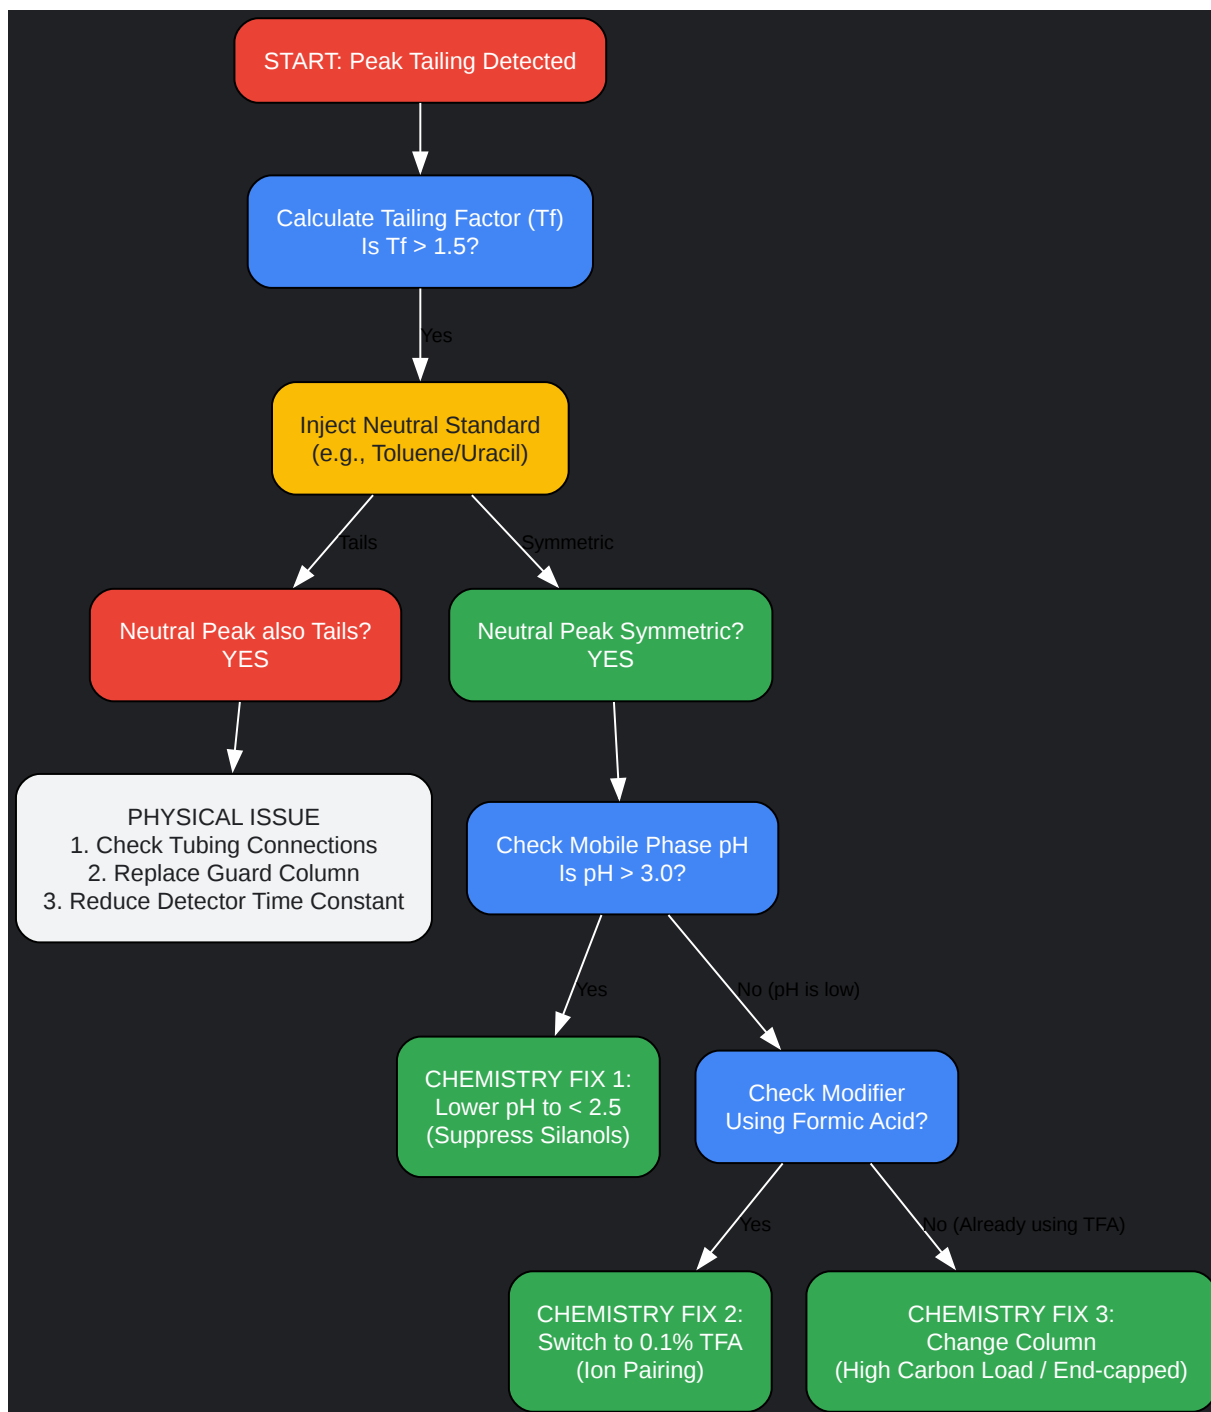 START: Peak Tailing Detected
Calculate Tailing Factor (Tf)
Is Tf > 1.5?
Yes
Inject Neutral Standard
(e.g., Toluene/Uracil)
Tails
Symmetric
Neutral Peak also Tails?
YES
Neutral Peak Symmetric?
YES
PHYSICAL ISSUE
1. Check Tubing Connections
2. Replace Guard Column
3. Reduce Detector Time Constant
Check Mobile Phase pH
Is pH > 3.0?
Yes
No (pH is low)
CHEMISTRY FIX 1:
Lower pH to < 2.5
(Suppress Silanols)
Check Modifier
Using Formic Acid?
Yes
No (Already using TFA)
CHEMISTRY FIX 2:
Switch to 0.1% TFA
(Ion Pairing)
CHEMISTRY FIX 3:
Change Column
(High Carbon Load / End-capped)